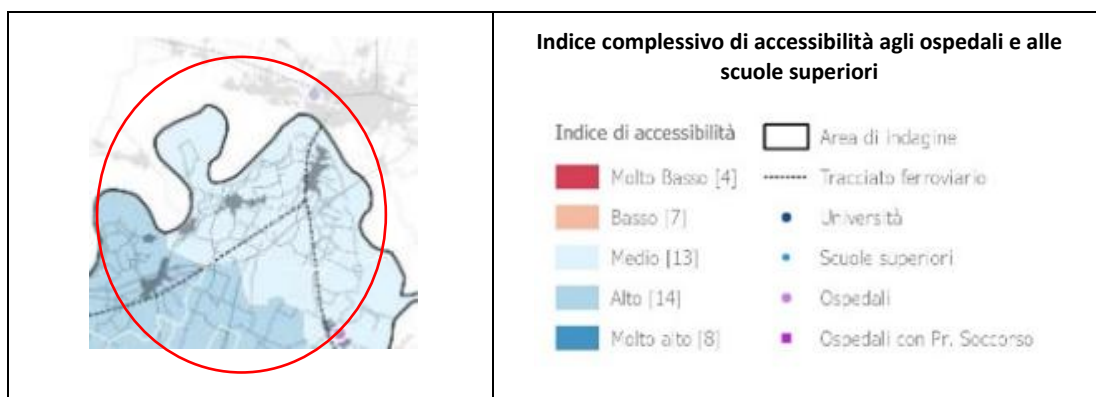 Indice complessivo di accessibilità agli ospedali e alle
scuole superiori
Indice di accessibilità
Molto Basso [4]
Basso [7]
Medio [13]
Alto [14]
Molto alto [8]
Area di indagine
Tracciato ferroviario
Università
Scuole superiori
Ospedali
Ospedali con Pr. Soccorso